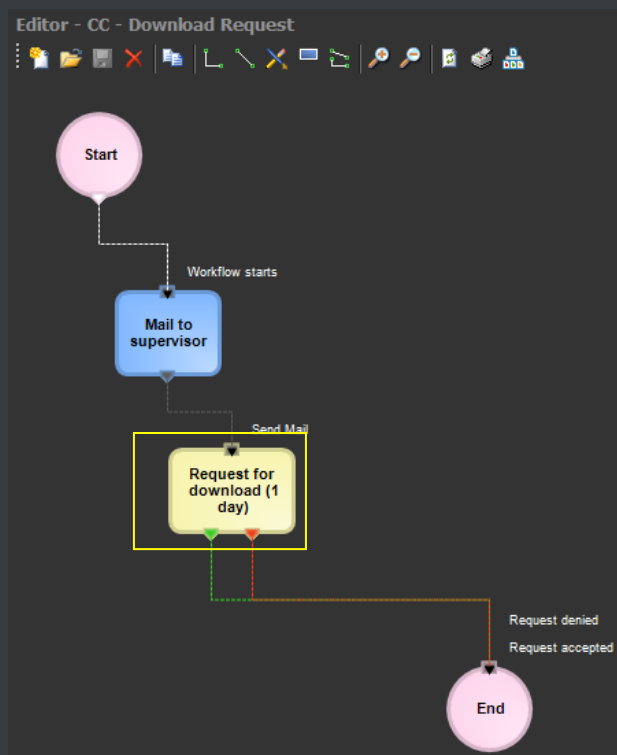 Editor - CC - Download Request
Start
Workflow starts
Mail to
supervisor
Send Mail
Request for
download (1
day)
Request denied
Request accepted
End